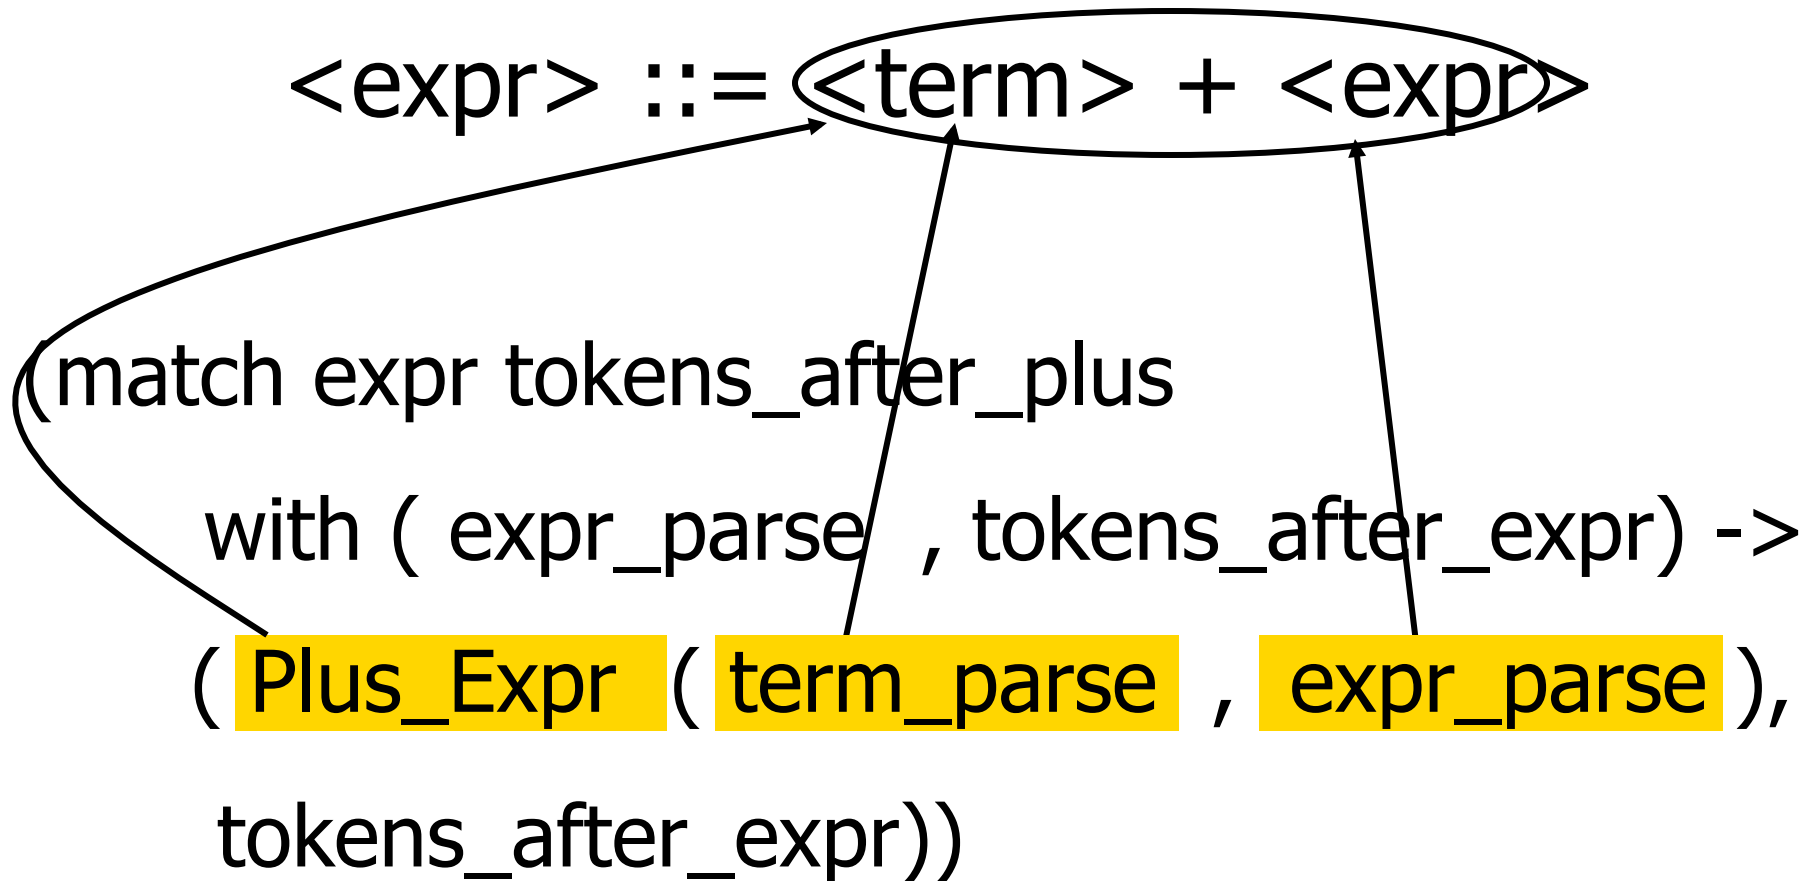 <expr> ::= <term> + <expr>
(match expr tokens_after_plus
with ( expr_parse , tokens_after_expr) ->
( Plus_Expr ( term_parse , expr_parse ),
tokens_after_expr))